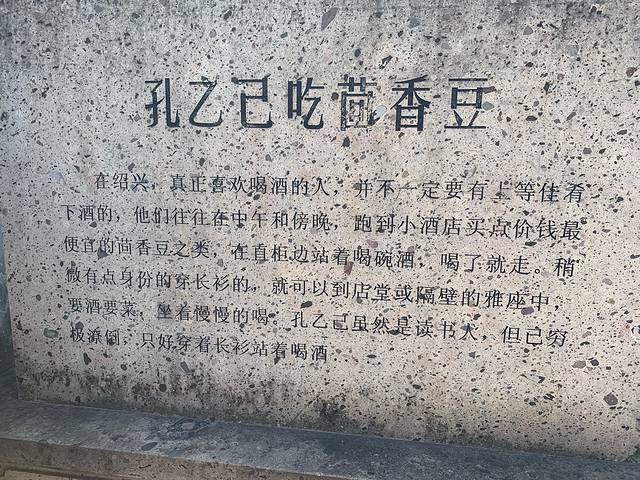 孔乙己吃茴香豆
在绍兴，真正喜欢喝酒的人，并不一定要有上等佳肴
下酒的，他们往往在中午和傍晚，跑到小酒店买点价钱最
便宜的茴香豆之类，在直柜边站着喝碗酒，喝了就走。稍
微有点身份的穿长衫的，就可以到店堂或隔壁的雅座中，
要酒要菜，坐着慢慢的喝。孔乙己虽然是读书人，但已穷
极潦倒，只好穿着长衫站着喝酒